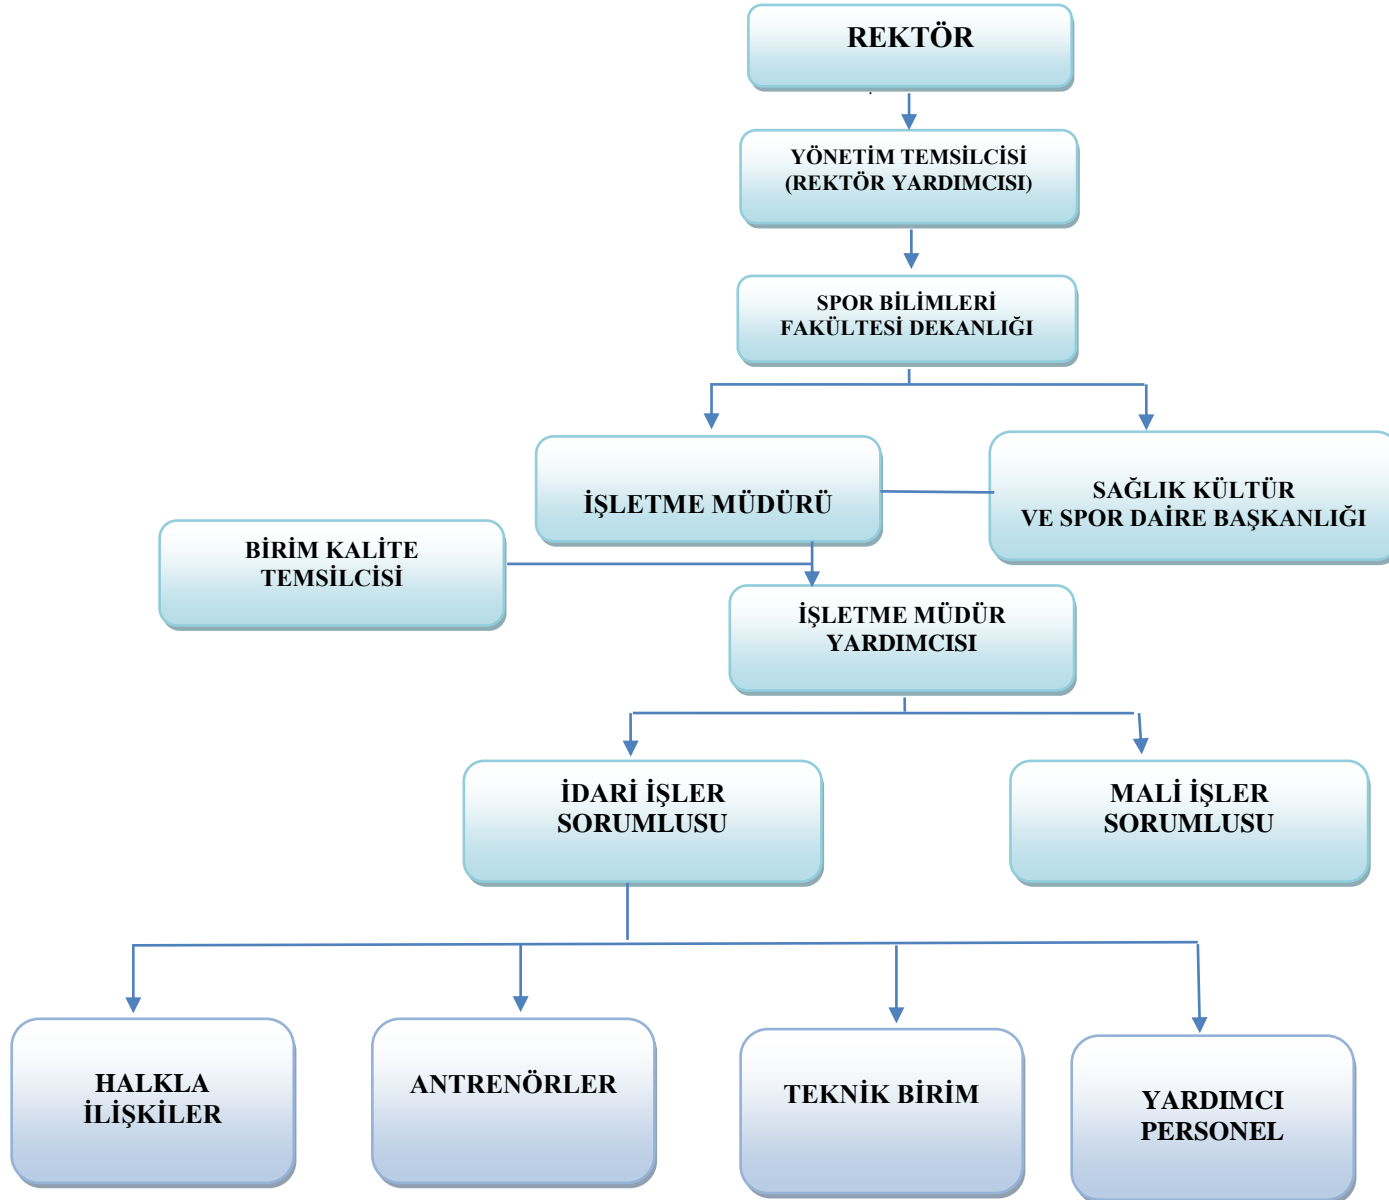 REKTÖR
YÖNETİM TEMSİLCİSİ
(REKTÖR YARDIMCISI)
SPOR BİLİMLERİ
FAKÜLTESİ DEKANLIĞI
İŞLETME MÜDÜRÜ
SAĞLIK KÜLTÜR
VE SPOR DAİRE BAŞKANLIĞI
BİRİM KALİTE
TEMSİLCİSİ
İŞLETME MÜDÜR
YARDIMCISI
İDARİ İŞLER
SORUMLUSU
MALİ İŞLER
SORUMLUSU
HALKLA
İLİŞKİLER
ANTRENÖRLER
TEKNİK BİRİM
YARDIMCI
PERSONEL